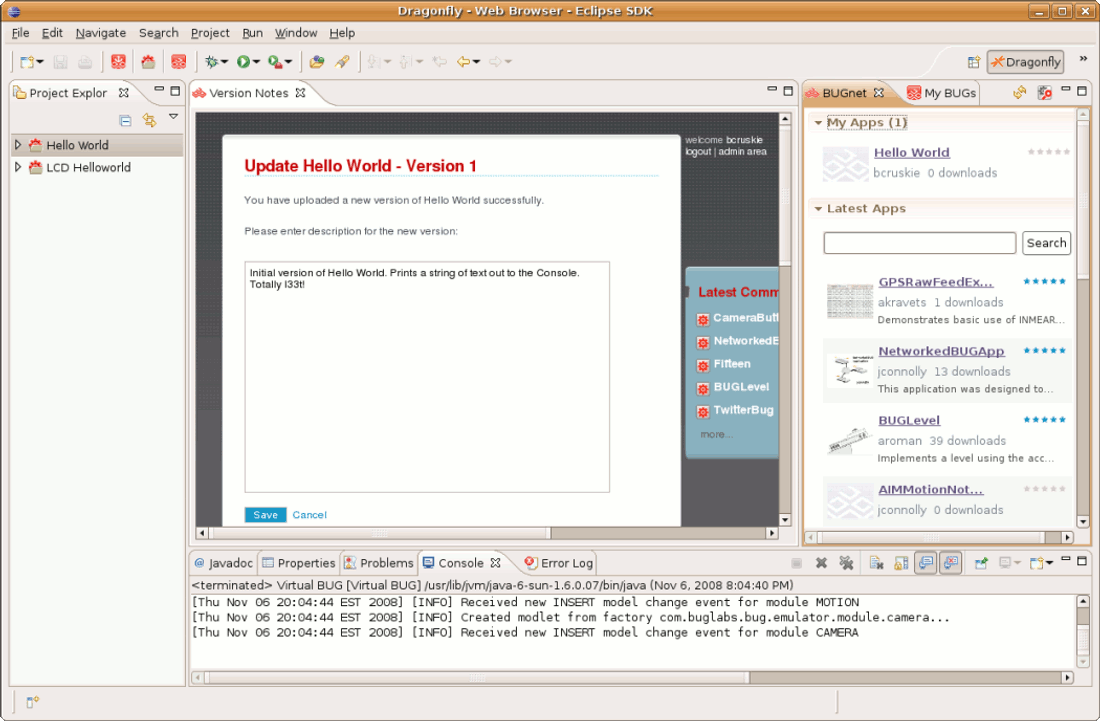 Dragonfly - Web Browser - Eclipse SDK
File Edit Navigate Search Project Run Window Help
Dragonfly
»
Project Explor
Hello World
LCD Helloworld
Version Notes
welcome bcruskie
logout | admin area
Update Hello World - Version 1
You have uploaded a new version of Hello World successfully.
Please enter description for the new version:
Initial version of Hello World. Prints a string of text out to the Console.
Totally l33t!
Save Cancel
Latest Comm
CameraButt
NetworkedB
Fifteen
BUGLevel
TwitterBug
more...
BUGnet My BUGs
My Apps (1)
Hello World
bcruskie 0 downloads
Latest Apps
Search
GPSRawFeedEx...
akravets 1 downloads
Demonstrates basic use of INMEAR...
NetworkedBUGApp
jconnolly 13 downloads
This application was designed to...
BUGLevel
aroman 39 downloads
Implements a level using the acc...
AIMMotionNot...
jconnolly 0 downloads
@ Javadoc Properties Problems Console Error Log
<terminated> Virtual BUG [Virtual BUG] /usr/lib/jvm/java-6-sun-1.6.0.07/bin/java (Nov 6, 2008 8:04:40 PM)
[Thu Nov 06 20:04:44 EST 2008] [INFO] Received new INSERT model change event for module MOTION
[Thu Nov 06 20:04:44 EST 2008] [INFO] Created modlet from factory com.buglabs.bug.emulator.module.camera...
[Thu Nov 06 20:04:44 EST 2008] [INFO] Received new INSERT model change event for module CAMERA